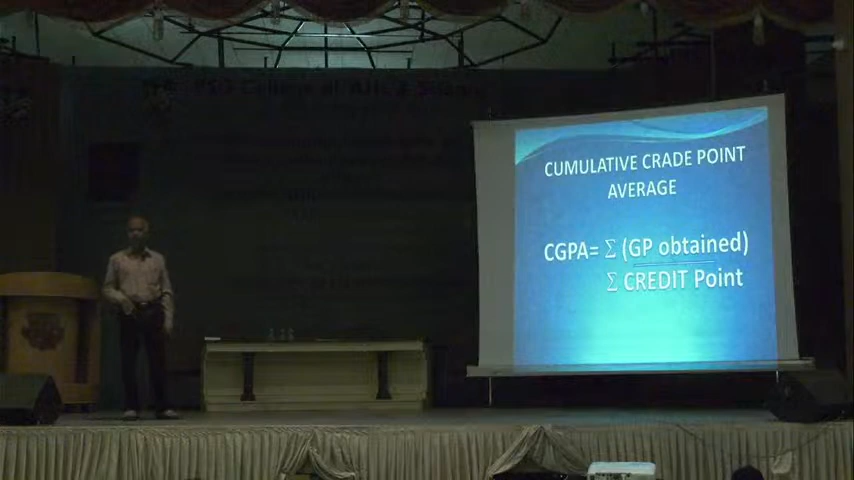 CUMULATIVE CRADE POINT
AVERAGE
CGPA= Σ (GP obtained)
Σ CREDIT Point